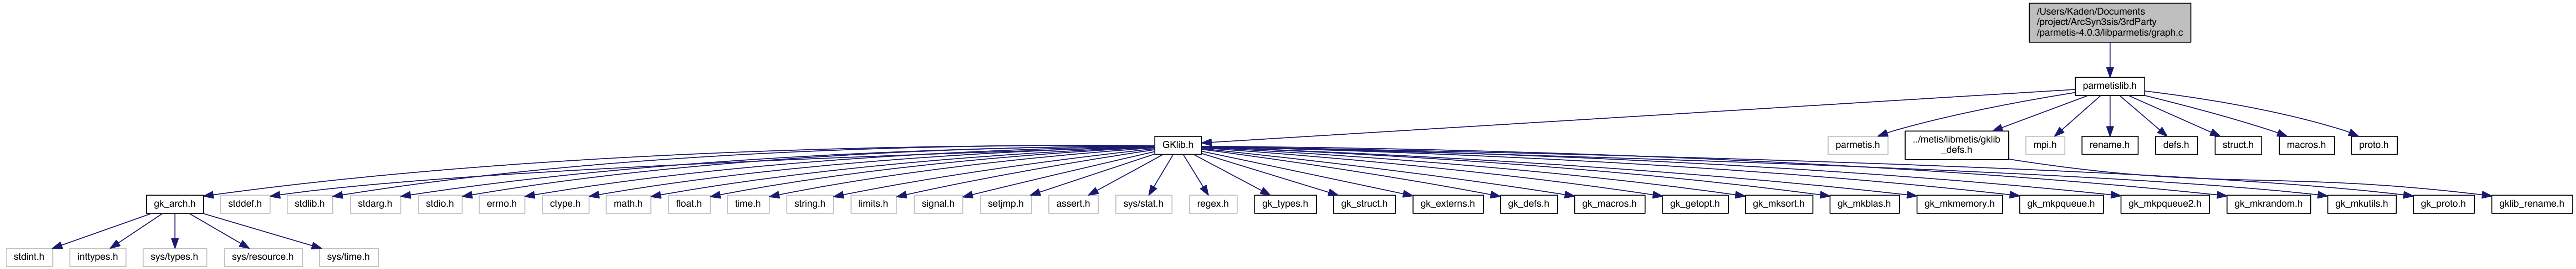 /Users/Kaden/Documents
/project/ArcSyn3sis/3rdParty
/parmetis-4.0.3/libparmetis/graph.c
parmetislib.h
GKlib.h
parmetis.h
../metis/libmetis/gklib
_defs.h
mpi.h
rename.h
defs.h
struct.h
macros.h
proto.h
gk_arch.h
stddef.h
stdlib.h
stdarg.h
stdio.h
errno.h
ctype.h
math.h
float.h
time.h
string.h
limits.h
signal.h
setjmp.h
assert.h
sys/stat.h
regex.h
gk_types.h
gk_struct.h
gk_externs.h
gk_defs.h
gk_macros.h
gk_getopt.h
gk_mksort.h
gk_mkblas.h
gk_mkmemory.h
gk_mkpqueue.h
gk_mkpqueue2.h
gk_mkrandom.h
gk_mkutils.h
gk_proto.h
gklib_rename.h
stdint.h
inttypes.h
sys/types.h
sys/resource.h
sys/time.h